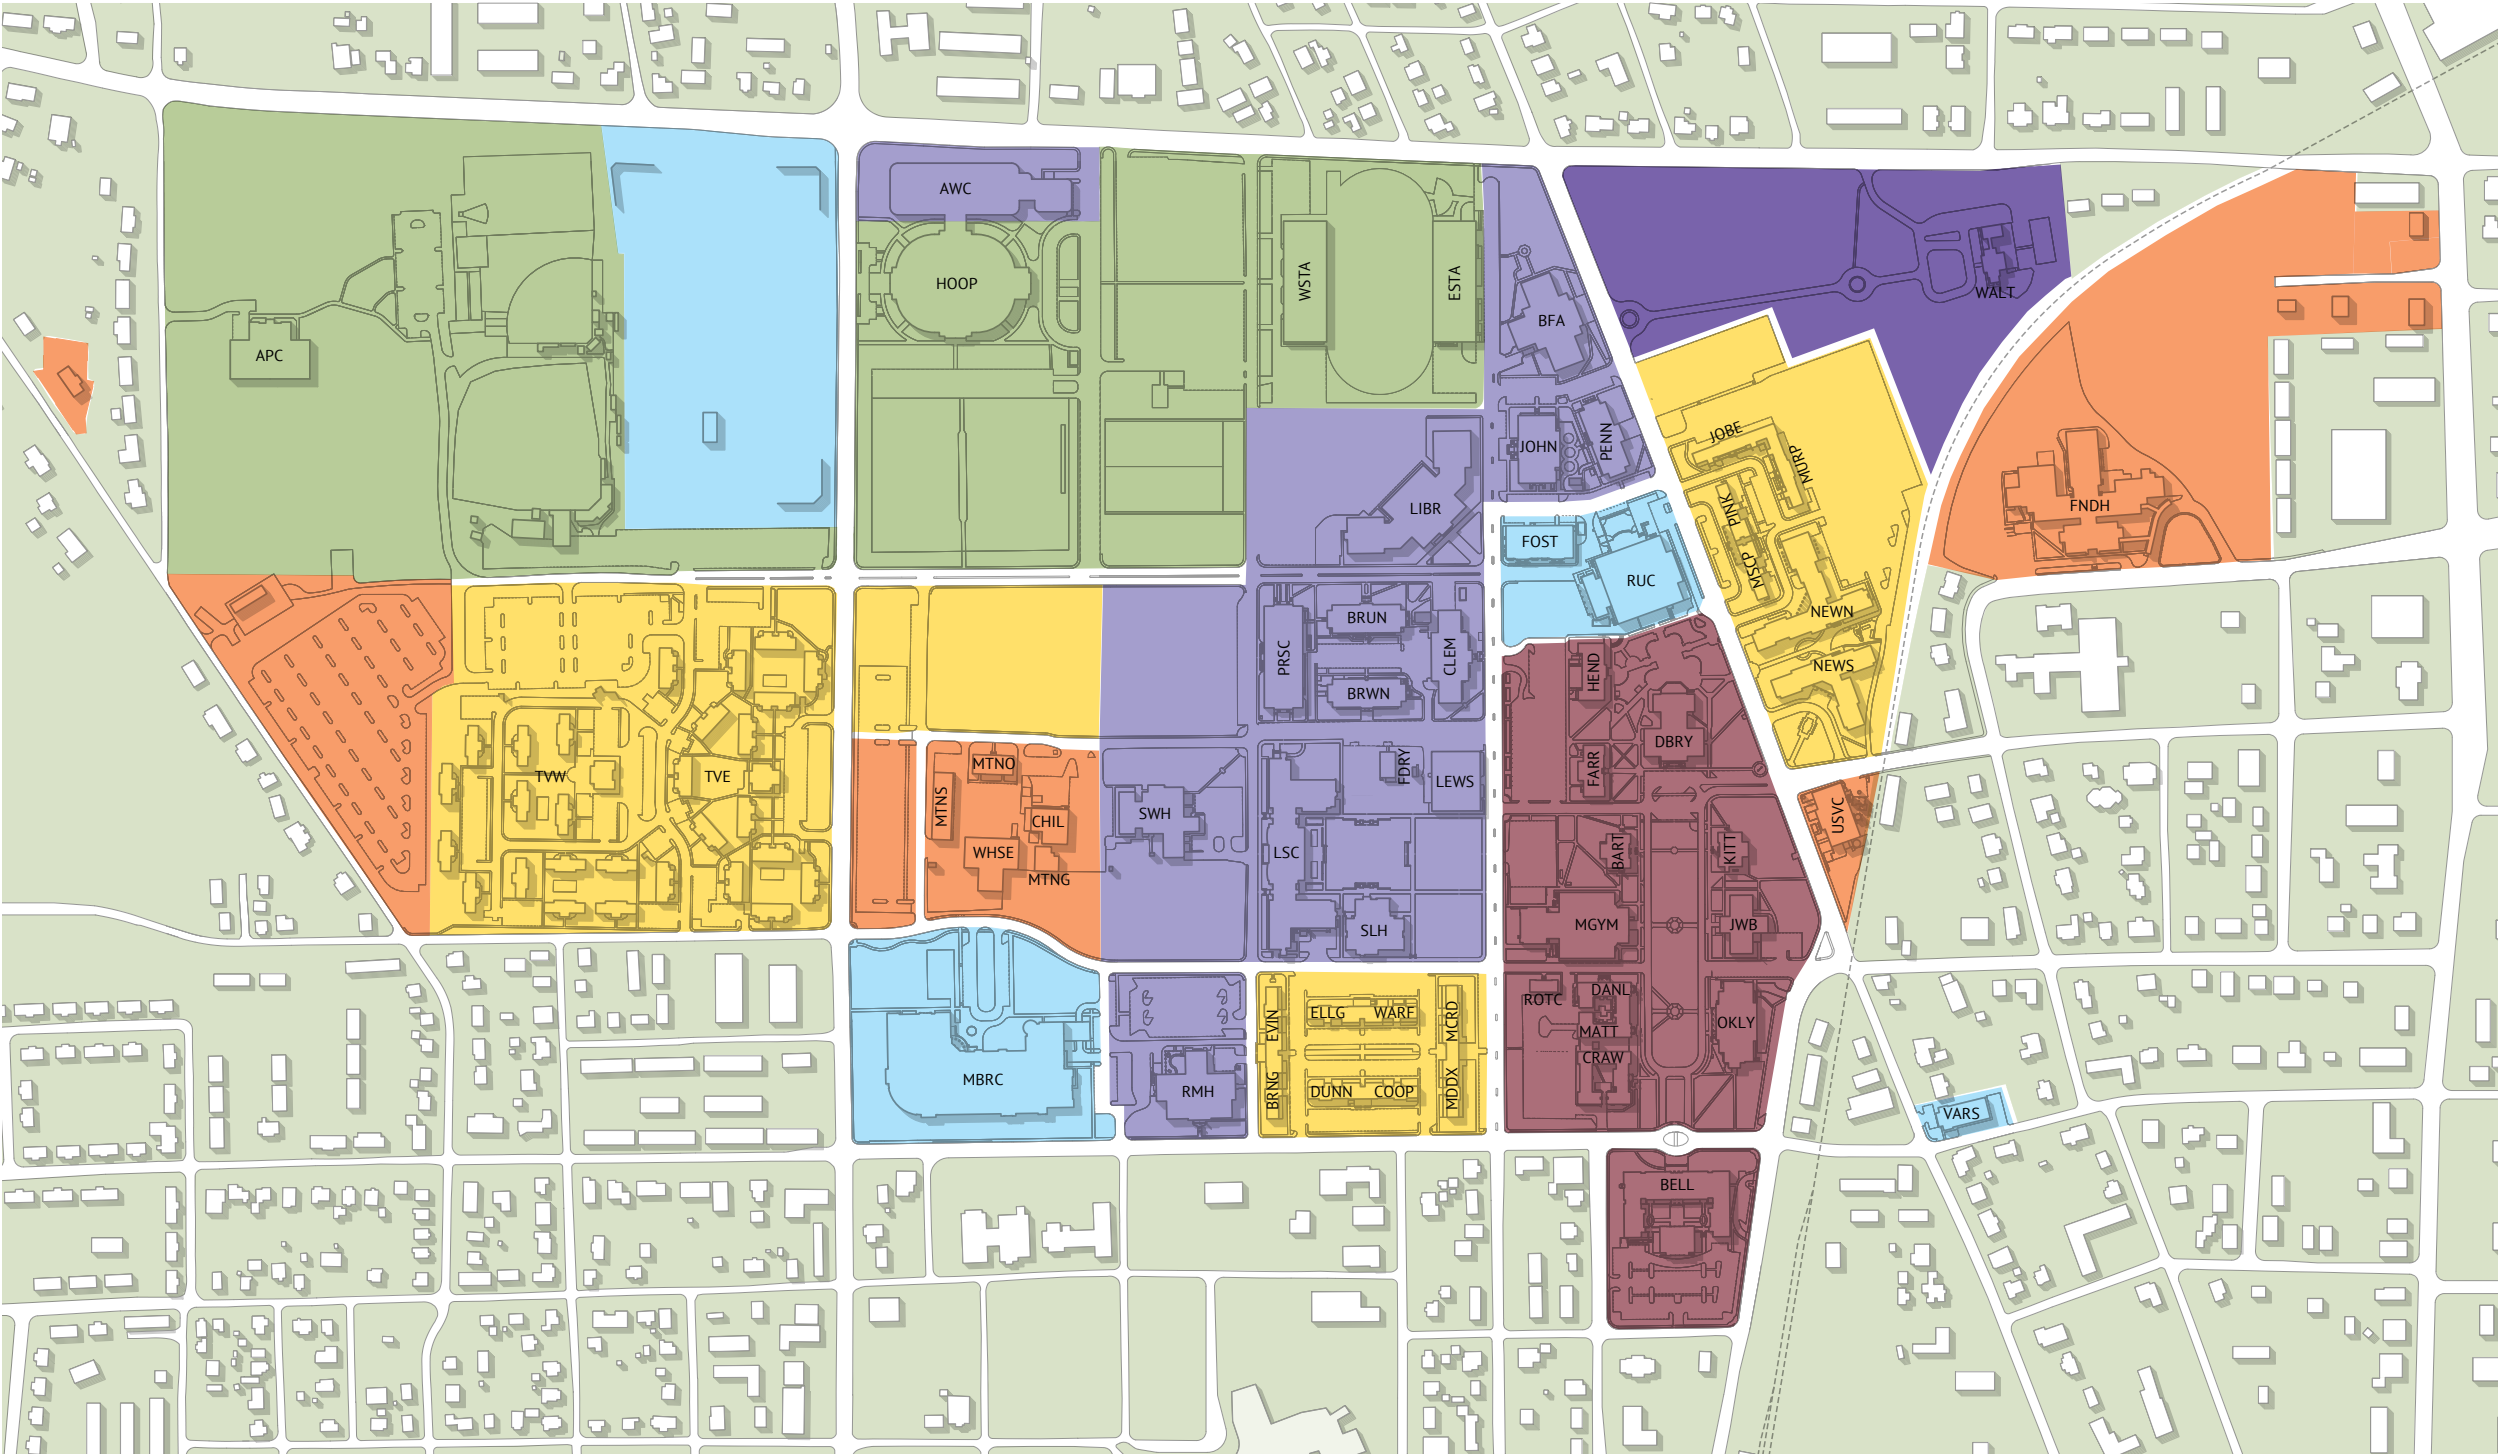 AWC
HOOP
WSTA
ESTA
BFA
WALT
APC
JOHN
PENN
JOBE
MURP
LIBR
PINK
FNDH
FOST
RUC
MSCP
NEWN
BRUN
PRSC
CLEM
BRWN
HEND
NEWS
DBRY
TVW
TVE
MTNO
MTNS
CHIL
WHSE
MTNG
SWH
FDRY
LEWS
LSC
FARR
BART
KITT
USVC
SLH
MGYM
JWB
ROTC
DANL
MATT
CRAW
OKLY
EVIN
ELLG
WARF
MCRD
MBRC
RMH
BRNG
DUNN
COOP
MDDX
VARS
BELL